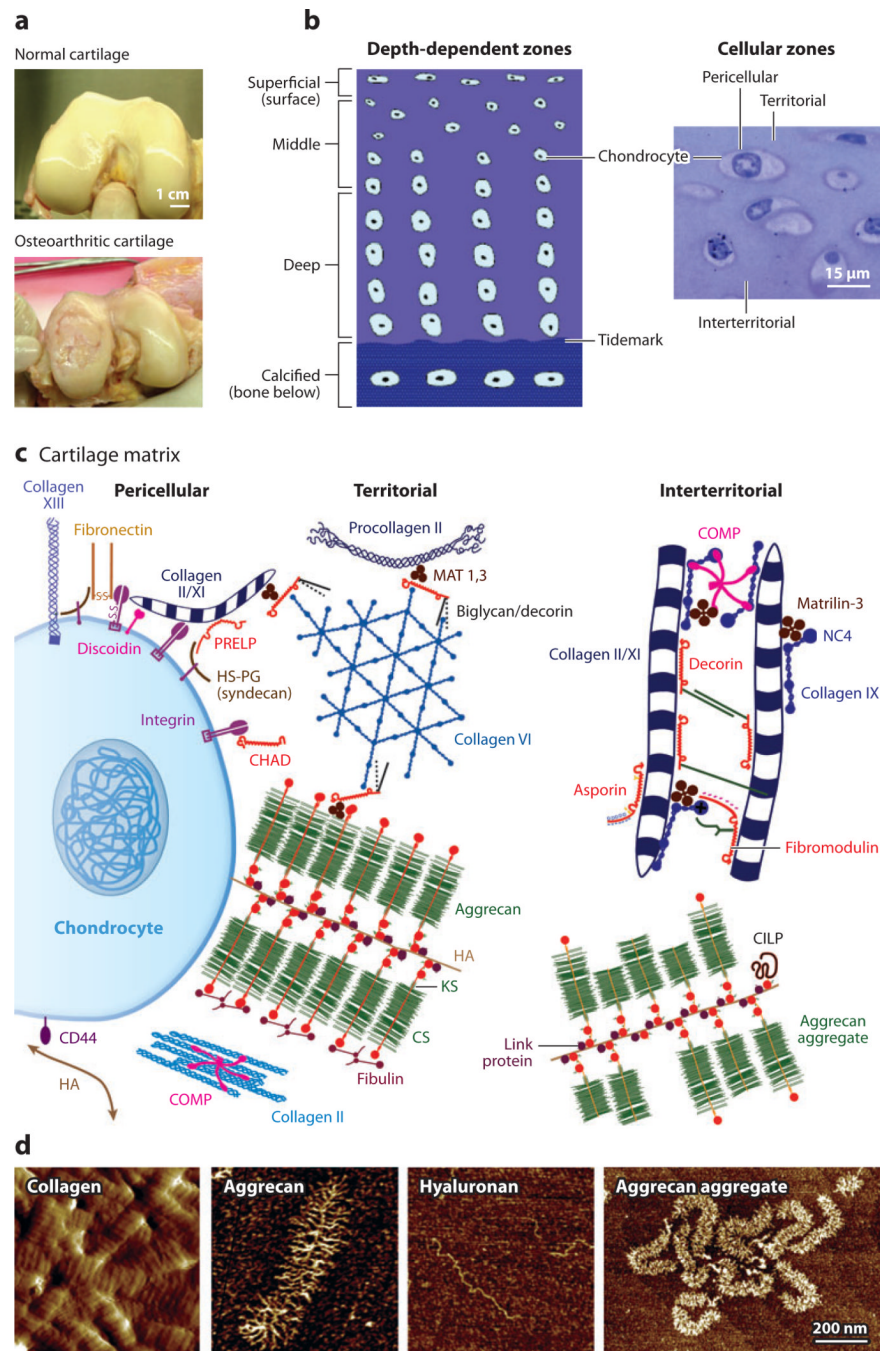 a
Normal cartilage
1 cm
Osteoarthritic cartilage
b
Depth-dependent zones
Superficial
(surface)
Middle
Deep
Calcified
(bone below)
Chondrocyte
Tidemark
Cellular zones
Pericellular
Territorial
15 µm
Interterritorial
c Cartilage matrix
Pericellular
Territorial
Interterritorial
Collagen
XIII
Fibronectin
SS
S-S
Collagen
II/XI
Discoidin
PRELP
HS-PG
(syndecan)
Integrin
CHAD
Chondrocyte
CD44
HA
Procollagen II
MAT 1,3
Biglycan/decorin
Collagen VI
Aggrecan
HA
KS
CS
Fibulin
COMP
Collagen II
COMP
Matrilin-3
NC4
Collagen II/XI
Decorin
Collagen IX
Asporin
Fibromodulin
CILP
Link
protein
Aggrecan
aggregate
d
Collagen
Aggrecan
Hyaluronan
Aggrecan aggregate
200 nm